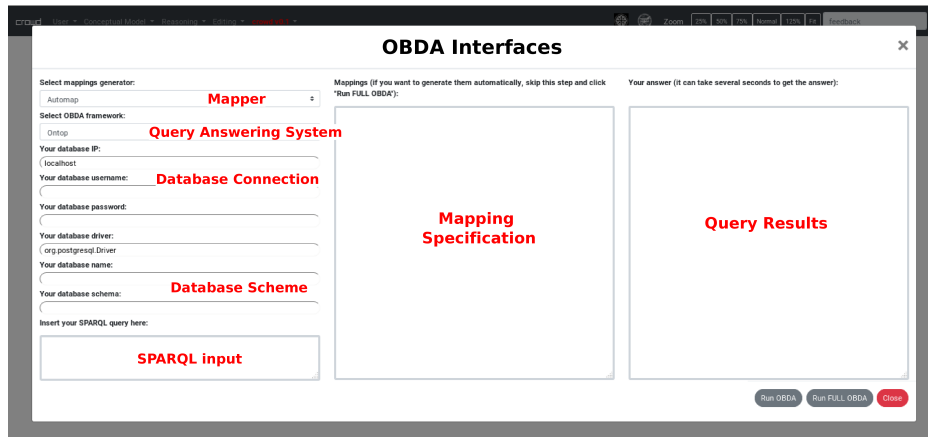 crowd User Conceptual Model Reasoning Editing Zoom 25% 50% 75% Normal 125% Fe feedback
OBDA Interfaces ×
Select mappings generator:
Automap Mapper
Select OBDA framework:
Ontop Query Answering System
Your database IP:
localhost
Your database username: Database Connection
Your database password:
Your database driver:
org.postgresql.Driver
Your database name:
Database Scheme
Your database schema:
Insert your SPARQL query here:
SPARQL input
Mappings (if you want to generate them automatically, skip this step and click
"Run FULL OBDA"):
Mapping
Specification
Your answer (it can take several seconds to get the answer):
Query Results
Run OBDA Run FULL OBDA Close